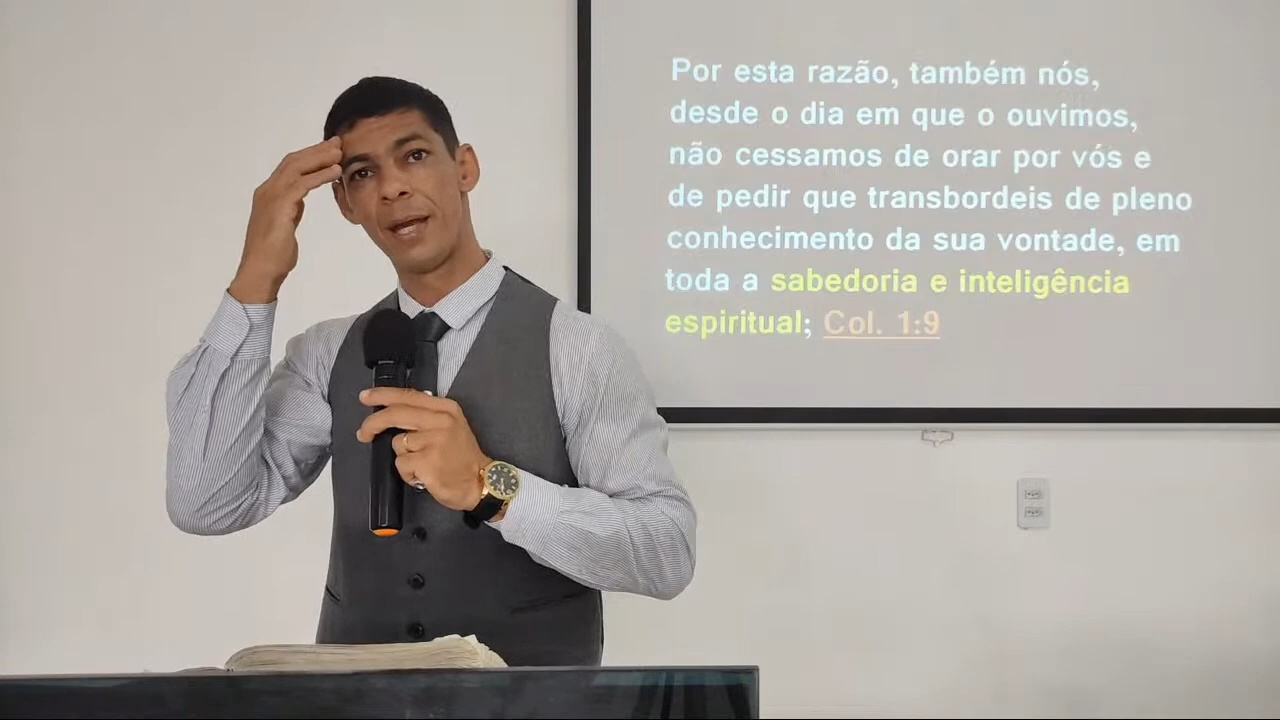 Por esta razão, também nós,
desde o dia em que o ouvimos,
não cessamos de orar por vós e
de pedir que transbordeis de pleno
conhecimento da sua vontade, em
toda a sabedoria e inteligência
espiritual; Col. 1:9